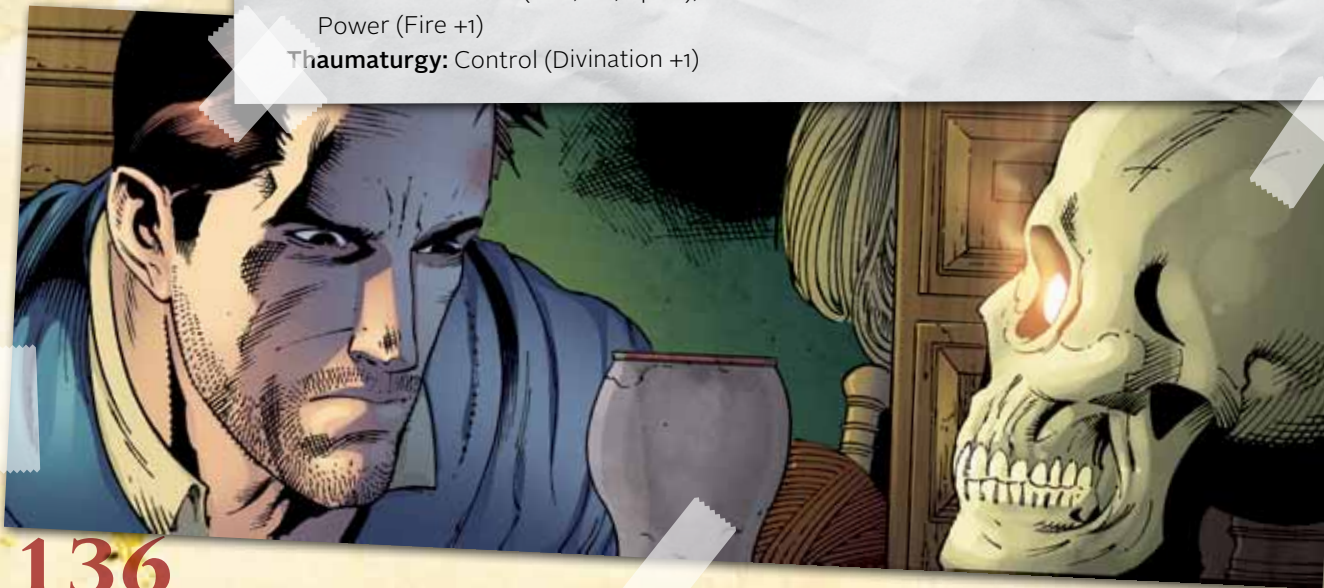 Power (Fire +1)
Thaumaturgy: Control (Divination +1)
136